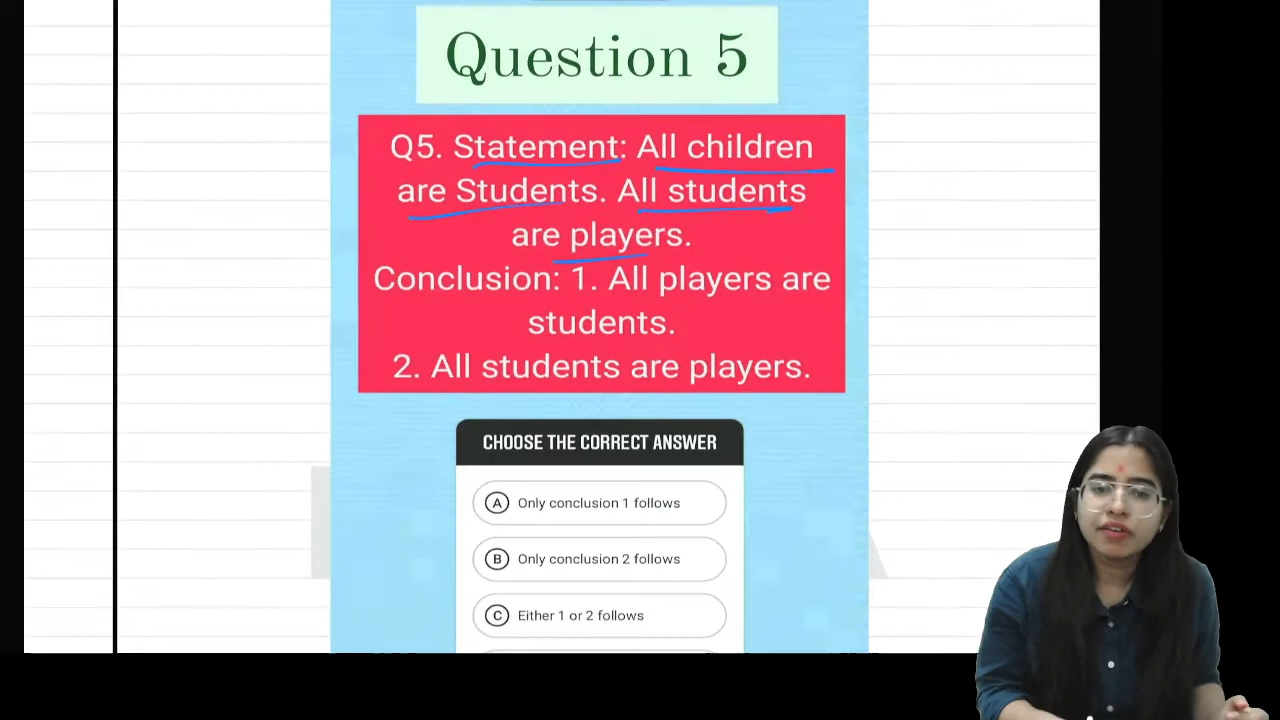 Question 5
Q5. Statement: All children
are Students. All students
are players.
Conclusion: 1. All players are
students.
2. All students are players.
CHOOSE THE CORRECT ANSWER
A Only conclusion 1 follows
B Only conclusion 2 follows
C Either 1 or 2 follows